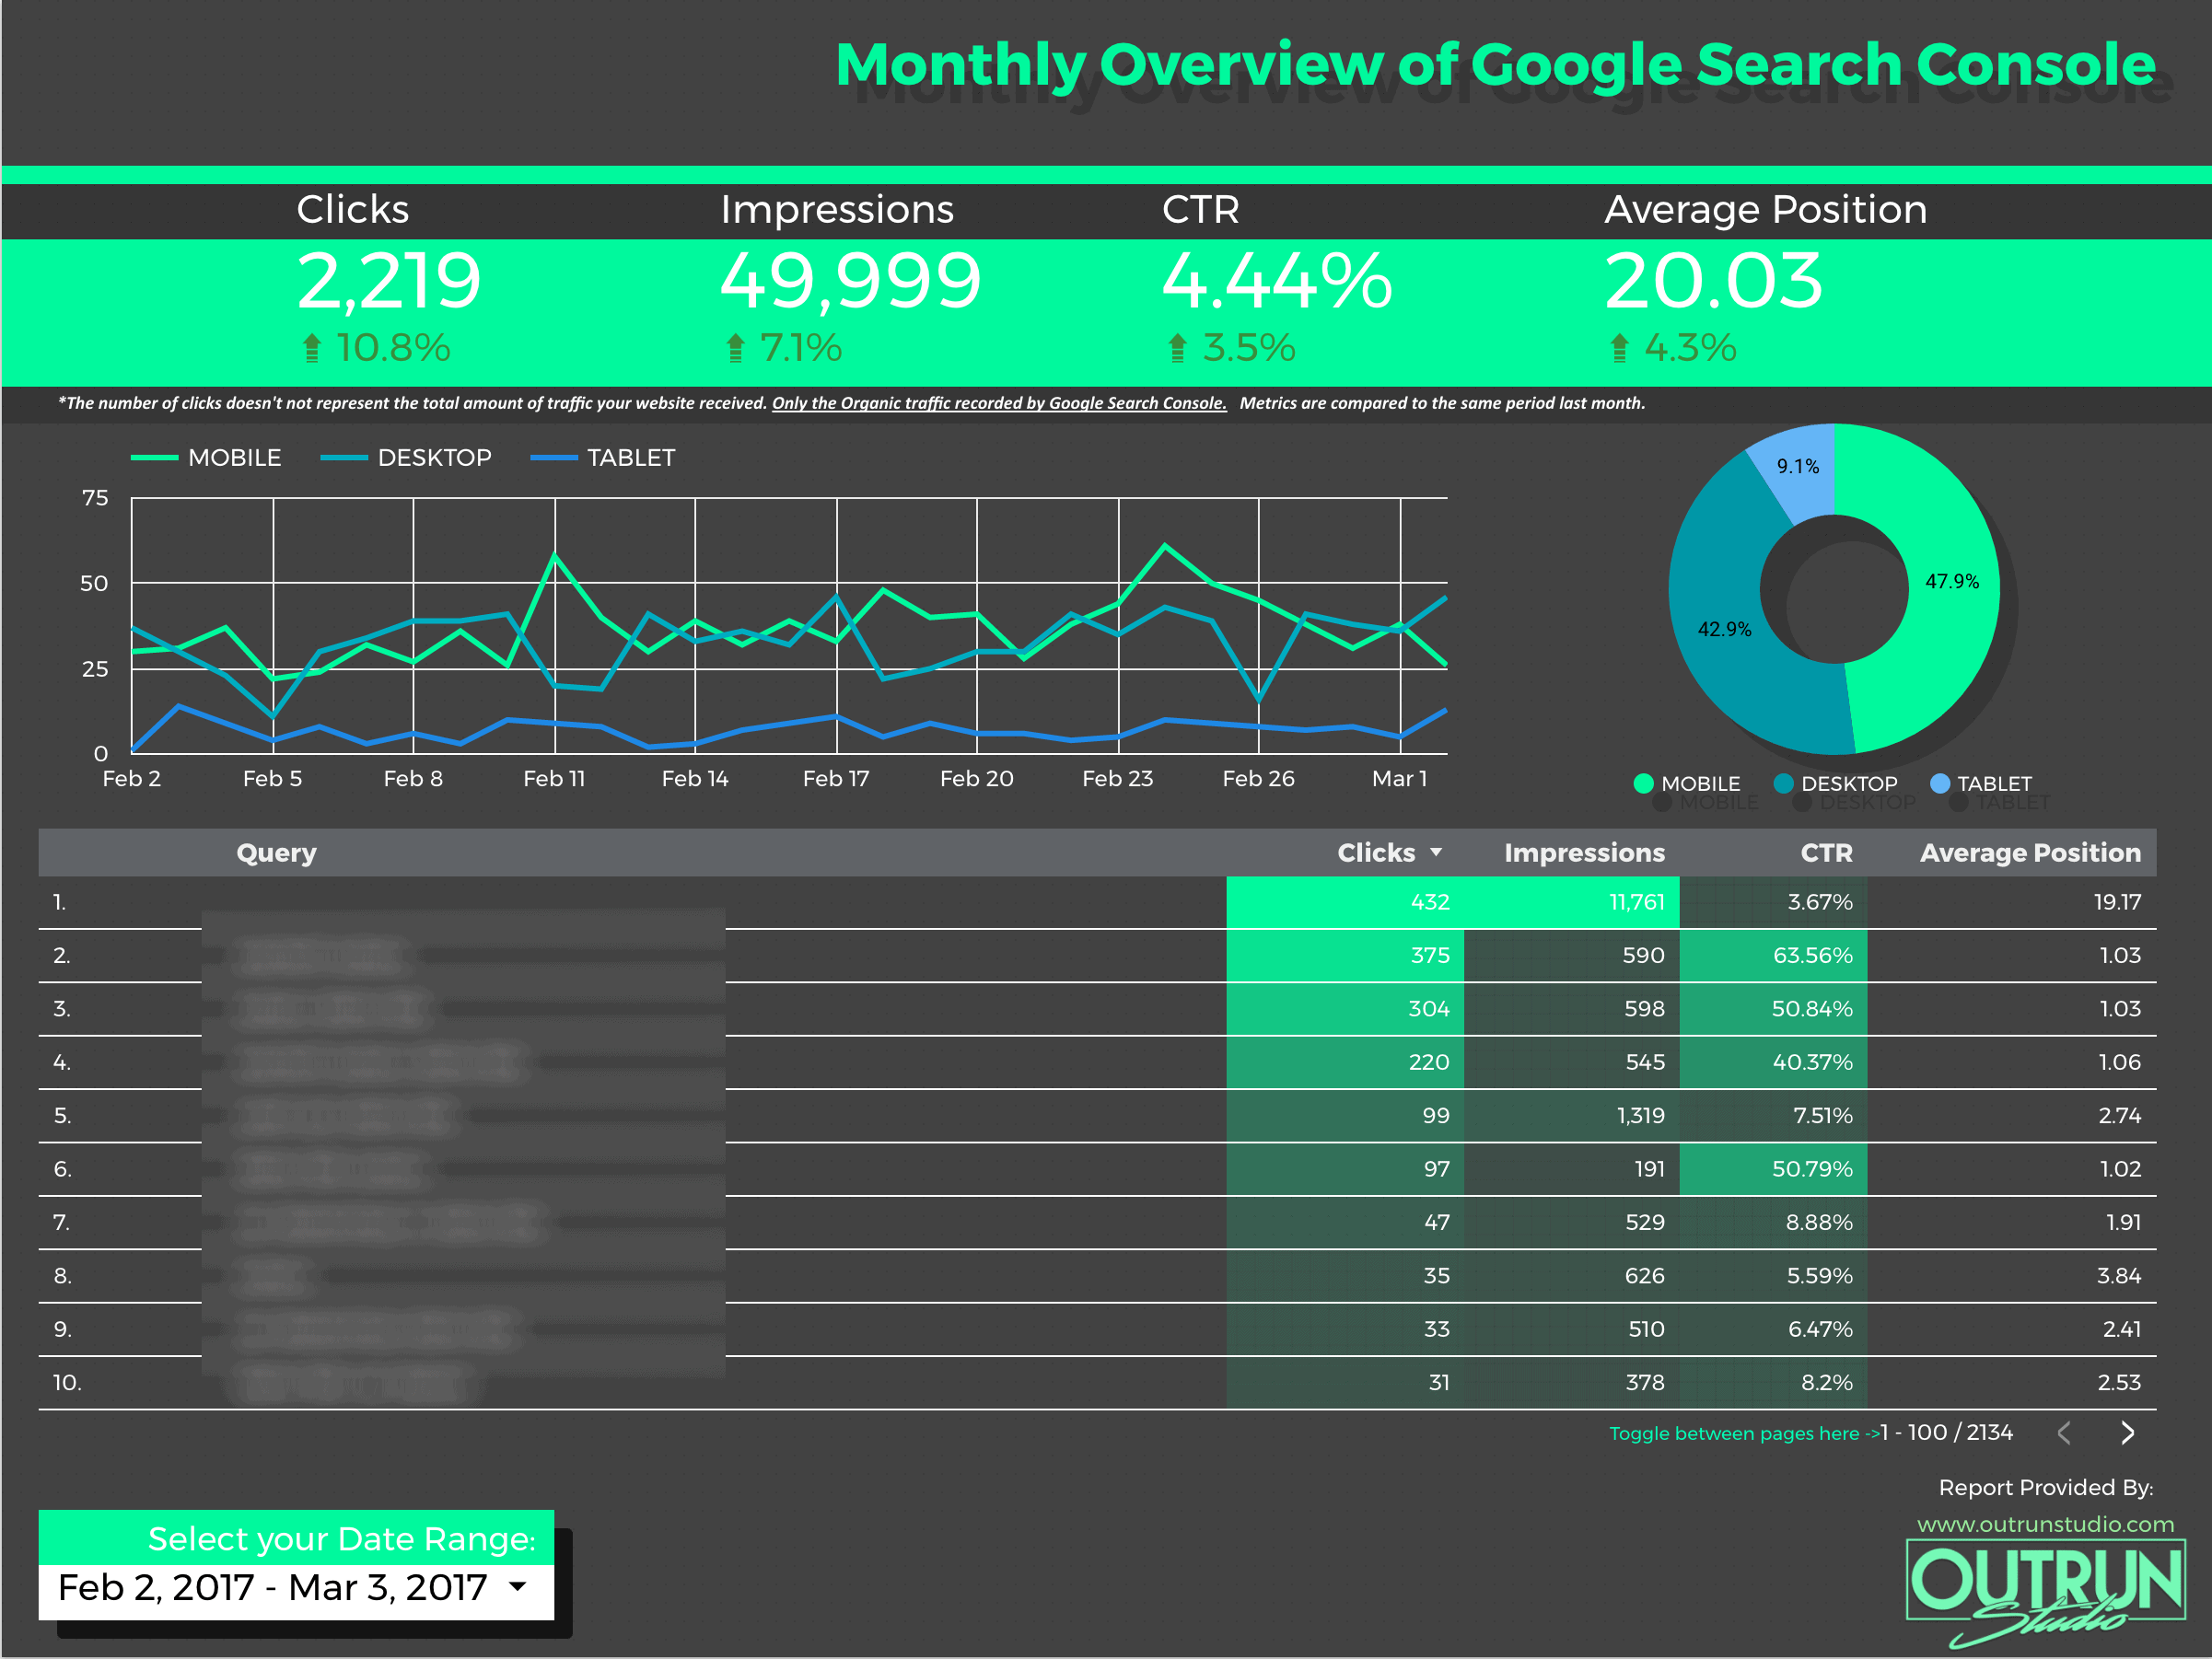 Monthly Overview of Google Search Console
Clicks Impressions CTR Average Position
2,219 49,999 4.44% 20.03
10.8% 7.1% 3.5% 4.3%
*The number of clicks doesn't not represent the total amount of traffic your website received. Only the Organic traffic recorded by Google Search Console. Metrics are compared to the same period last month.
MOBILE DESKTOP TABLET
75
50
25
0
Feb 2 Feb 5 Feb 8 Feb 11 Feb 14 Feb 17 Feb 20 Feb 23 Feb 26 Mar 1
9.1%
47.9%
42.9%
MOBILE DESKTOP TABLET
Query Clicks Impressions CTR Average Position
1. 432 11,761 3.67% 19.17
2. 375 590 63.56% 1.03
3. 304 598 50.84% 1.03
4. 220 545 40.37% 1.06
5. 99 1,319 7.51% 2.74
6. 97 191 50.79% 1.02
7. 47 529 8.88% 1.91
8. 35 626 5.59% 3.84
9. 33 510 6.47% 2.41
10. 31 378 8.2% 2.53
Toggle between pages here -> 1 - 100 / 2134 < >
Report Provided By:
www.outrunstudio.com
OUTRUN
Studio
Select your Date Range:
Feb 2, 2017 - Mar 3, 2017